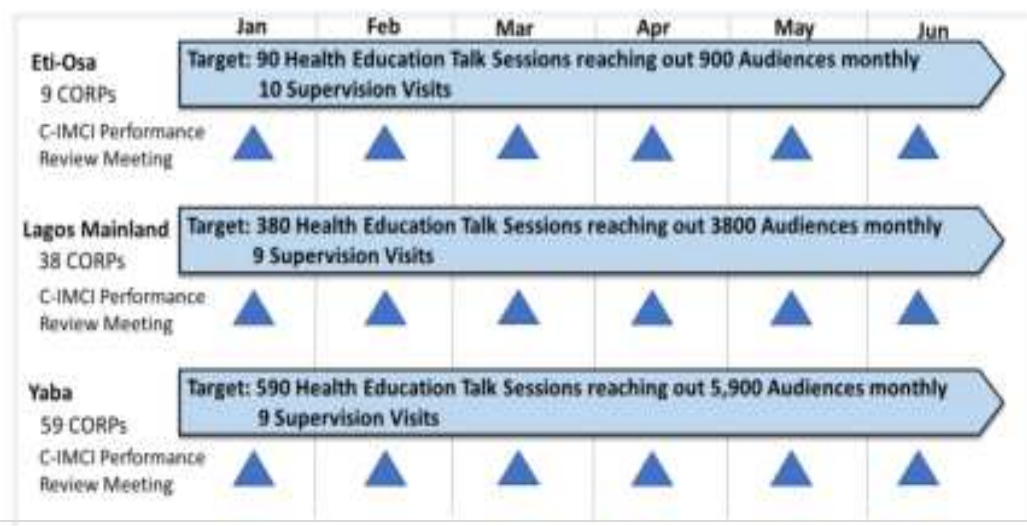 Jan Feb Mar Apr May Jun
Eti-Osa
9 CORPs
Target: 90 Health Education Talk Sessions reaching out 900 Audiences monthly
10 Supervision Visits
C-IMCI Performance
Review Meeting
Lagos Mainland
38 CORPs
Target: 380 Health Education Talk Sessions reaching out 3800 Audiences monthly
9 Supervision Visits
C-IMCI Performance
Review Meeting
Yaba
59 CORPs
Target: 590 Health Education Talk Sessions reaching out 5,900 Audiences monthly
9 Supervision Visits
C-IMCI Performance
Review Meeting